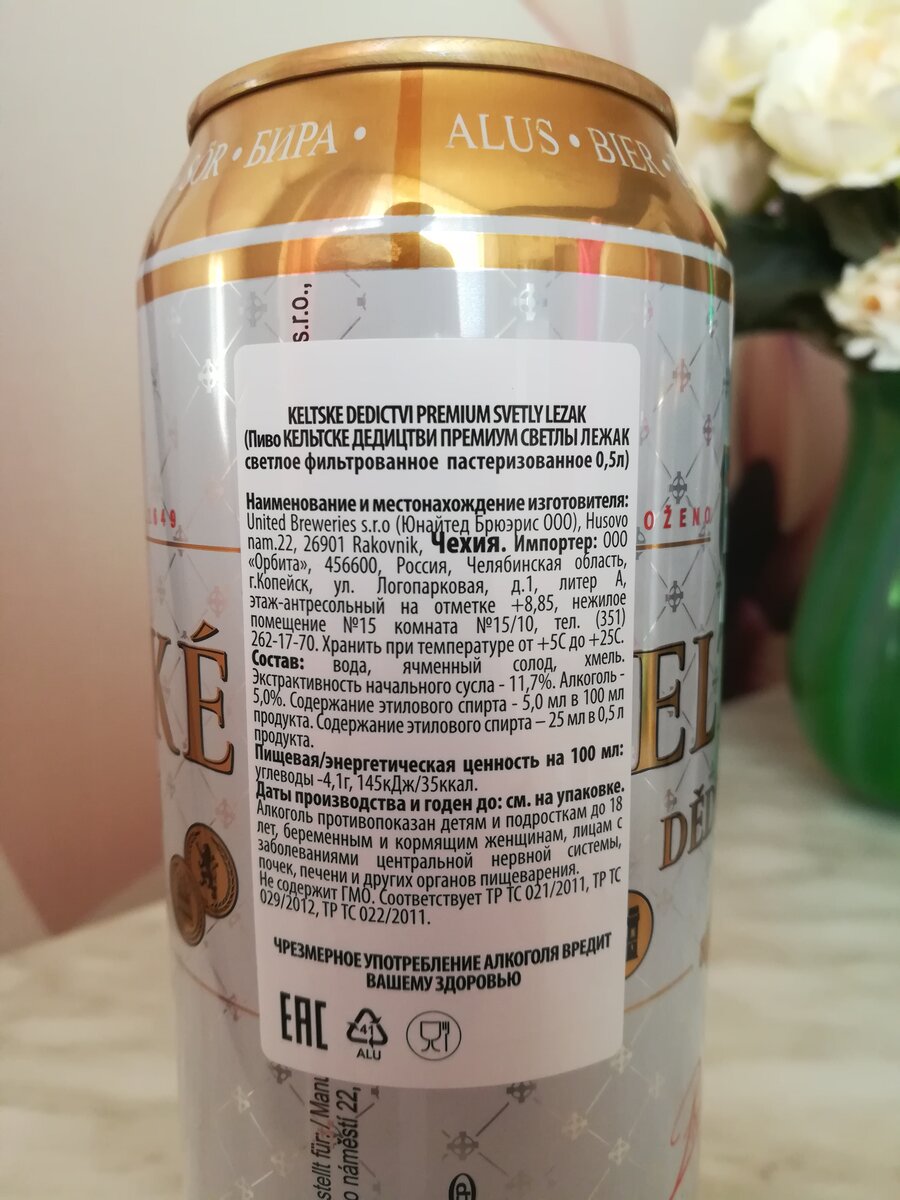 SÖR • БИРА •
ALUS • BIER •
s.r.o.,
KELTSKE DEDICTVI PREMIUM SVETLY LEZAK
(Пиво КЕЛЬТСКЕ ДЕДИЦТВИ ПРЕМИУМ СВЕТЛЫ ЛЕЖАК
светлое фильтрованное пастеризованное 0,5л)
Наименование и местонахождение изготовителя:
United Breweries s.r.o (Юнайтед Брюэрис ООО), Husovo
nam.22, 26901 Rakovnik, Чехия. Импортер: ООО
«Орбита», 456600, Россия, Челябинская область,
г.Копейск, ул. Логопарковая, д.1, литер А,
этаж-антресольный на отметке +8,85, нежилое
помещение №15 комната №15/10, тел. (351)
262-17-70. Хранить при температуре от +5С до +25С.
Состав: вода, ячменный солод, хмель.
Экстрактивность начального сусла - 11,7%. Алкоголь -
5,0%. Содержание этилового спирта - 5,0 мл в 100 мл
продукта. Содержание этилового спирта – 25 мл в 0,5 л
продукта.
Пищевая/энергетическая ценность на 100 мл:
углеводы -4,1г, 145кДж/35ккал.
Даты производства и годен до: см. на упаковке.
Алкоголь противопоказан детям и подросткам до 18
лет, беременным и кормящим женщинам, лицам с
заболеваниями центральной нервной системы,
почек, печени и других органов пищеварения.
Не содержит ГМО. Соответствует ТР ТС 021/2011, ТР ТС
029/2012, ТР ТС 022/2011.
ЧРЕЗМЕРНОЕ УПОТРЕБЛЕНИЕ АЛКОГОЛЯ ВРЕДИТ
ВАШЕМУ ЗДОРОВЬЮ
EAC
41
ALU
OŽENO
KÉ
EL
DĚD
stellt für:/ Manu
o náměstí 22,